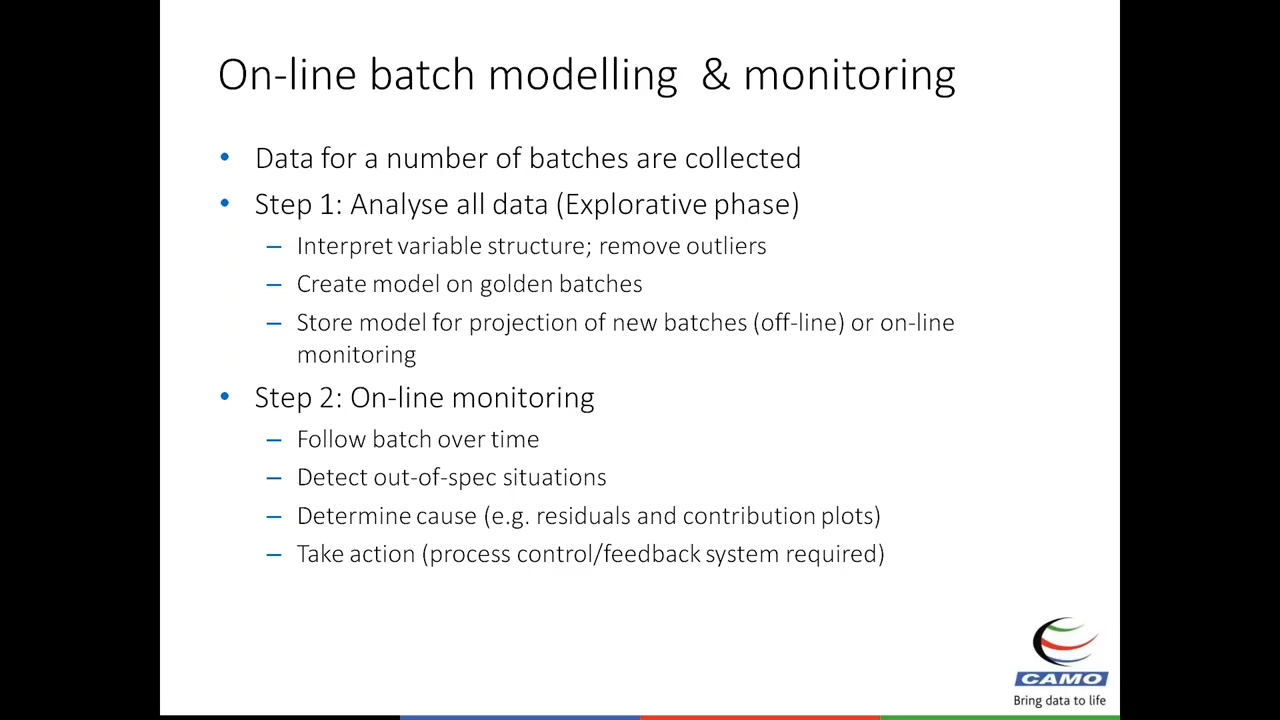 On-line batch modelling & monitoring
• Data for a number of batches are collected
• Step 1: Analyse all data (Explorative phase)
– Interpret variable structure; remove outliers
– Create model on golden batches
– Store model for projection of new batches (off-line) or on-line
monitoring
• Step 2: On-line monitoring
– Follow batch over time
– Detect out-of-spec situations
– Determine cause (e.g. residuals and contribution plots)
– Take action (process control/feedback system required)
CAMO
Bring data to life